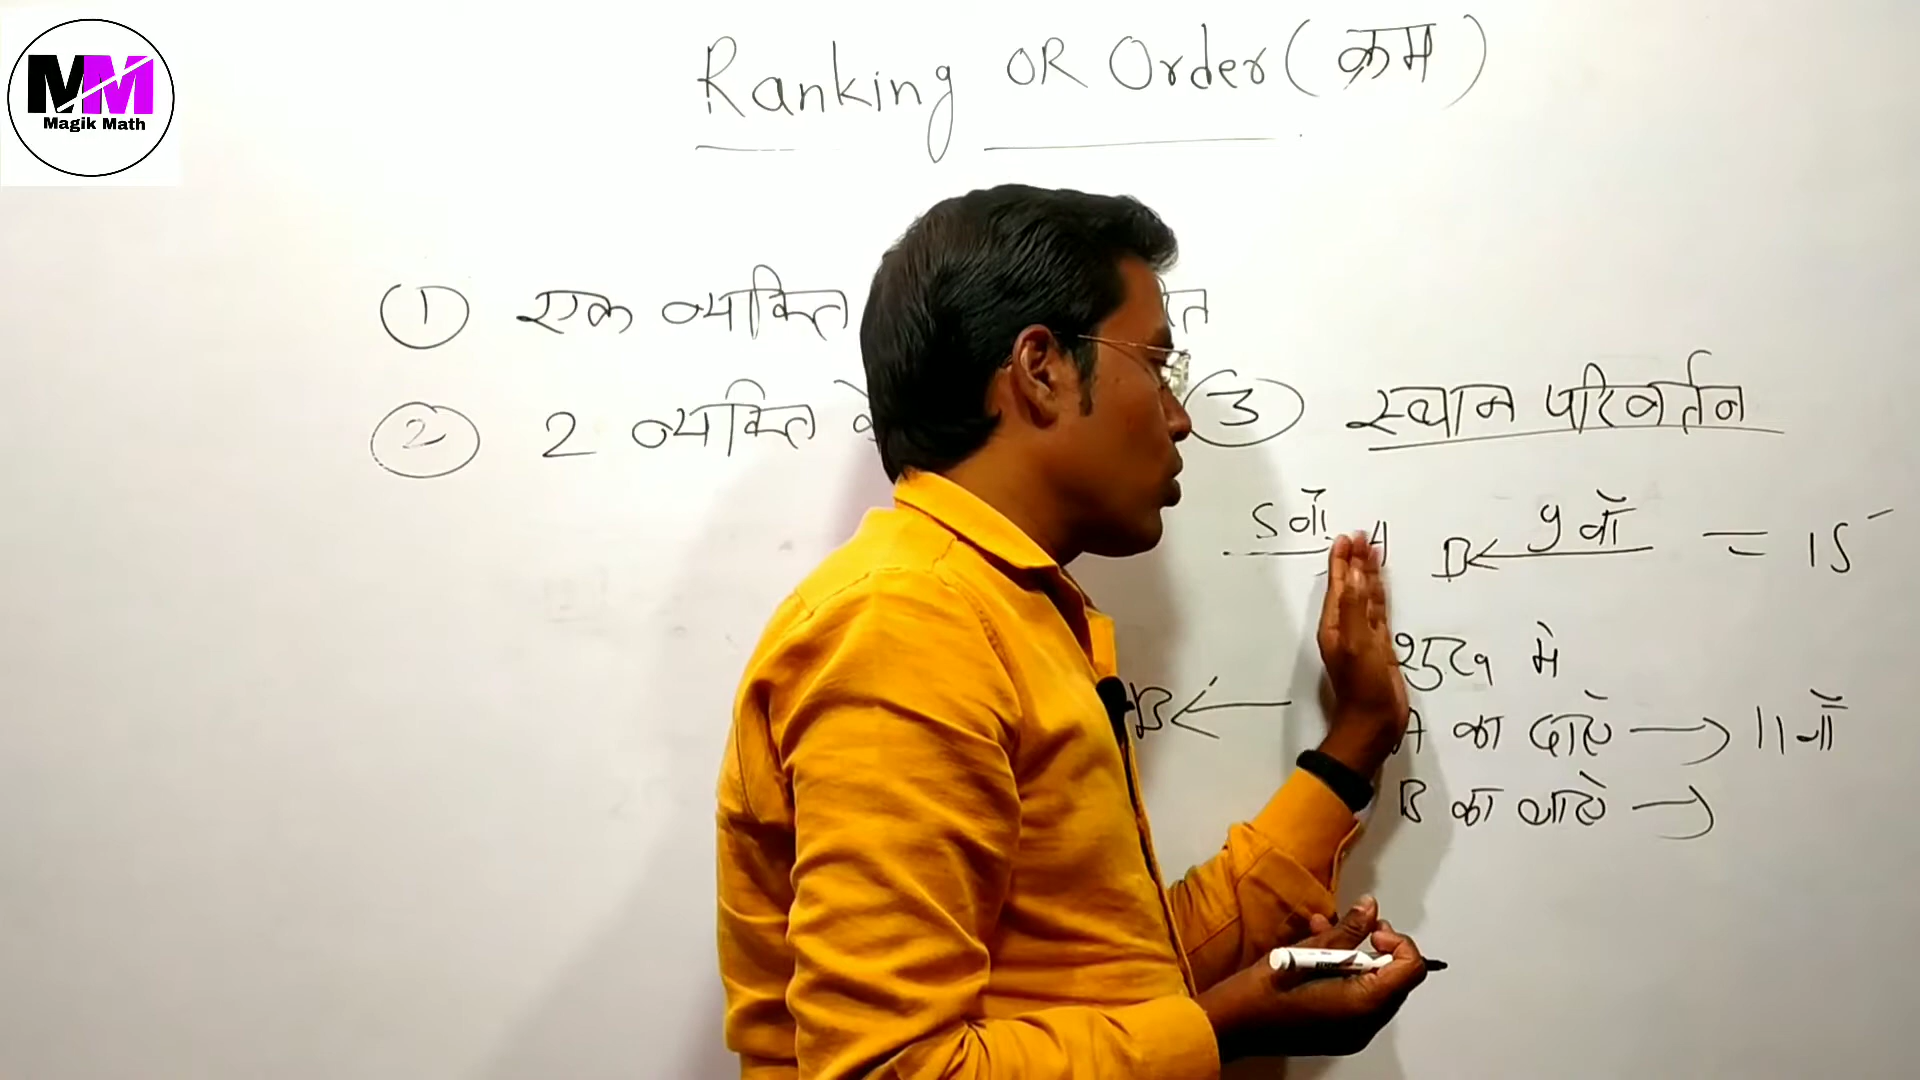 MM
Magik Math
Ranking OR Order (क्रम)
① एक व्यक्ति
② 2 व्यक्ति
③ स्थान परिवर्तन
5वाँ A B 9वाँ = 15
B ←
शुरू में
A का दाएं → 11वाँ
B का बाएं →